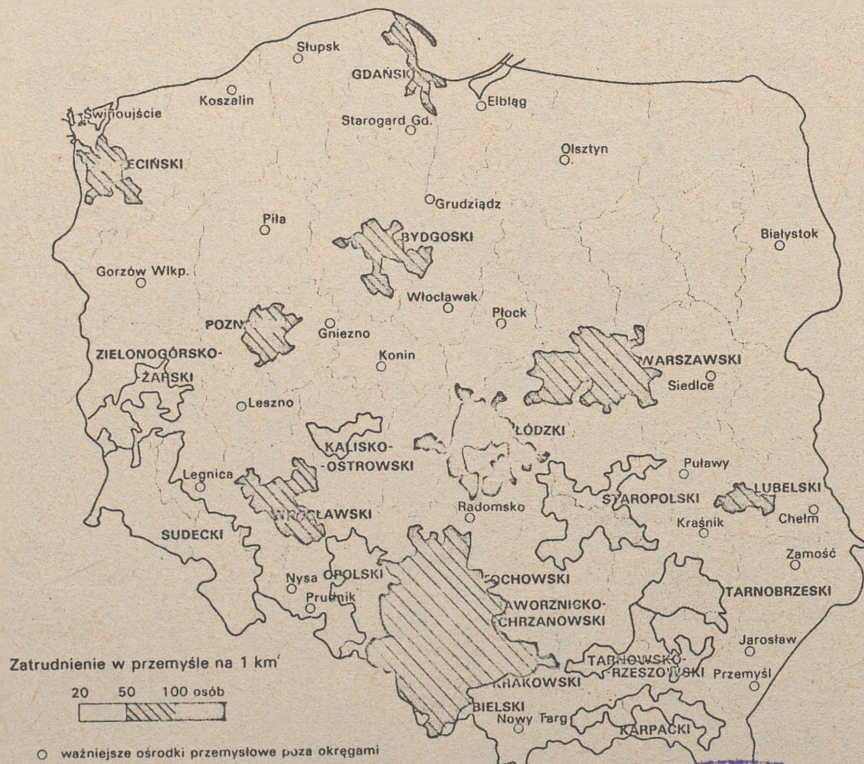 Słupsk
GDAŃSKI
Koszalin
Elbląg
Świnoujście
Starogard Gd.
Olsztyn
ECIŃSKI
Grudziądz
Piła
BYDGOSKI
Białystok
Gorzów Wlkp.
Włocławek
Płock
POZN
Gniezno
ZIELONOGÓRSKO-
-ŻARSKI
Konin
WARSZAWSKI
Siedlce
Leszno
ŁÓDZKI
KALISKO-
-OSTROWSKI
Legnica
Puławy
LUBELSKI
STAROPOLSKI
Radomsko
WROCŁAWSKI
Chełm
Kraśnik
SUDECKI
Zamość
OPOLSKI
Nysa
OCHOWSKI
Prudnik
TARNOBRZESKI
AWORZNICKO-
-CHRZANOWSKI
Jarosław
TARNOWSKO-
-RZESZOWSKI
Przemyśl
KRAKOWSKI
BIELSKI
Nowy Targ
KARPACKI
Zatrudnienie w przemyśle na 1 km²
20 50 100 osób
ważniejsze ośrodki przemysłowe poza okręgami